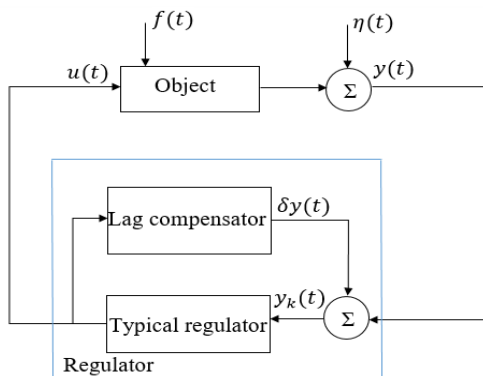 f(t)
η(t)
u(t)
Object
Σ
y(t)
Lag compensator
δy(t)
y_k(t)
Typical regulator
Σ
Regulator